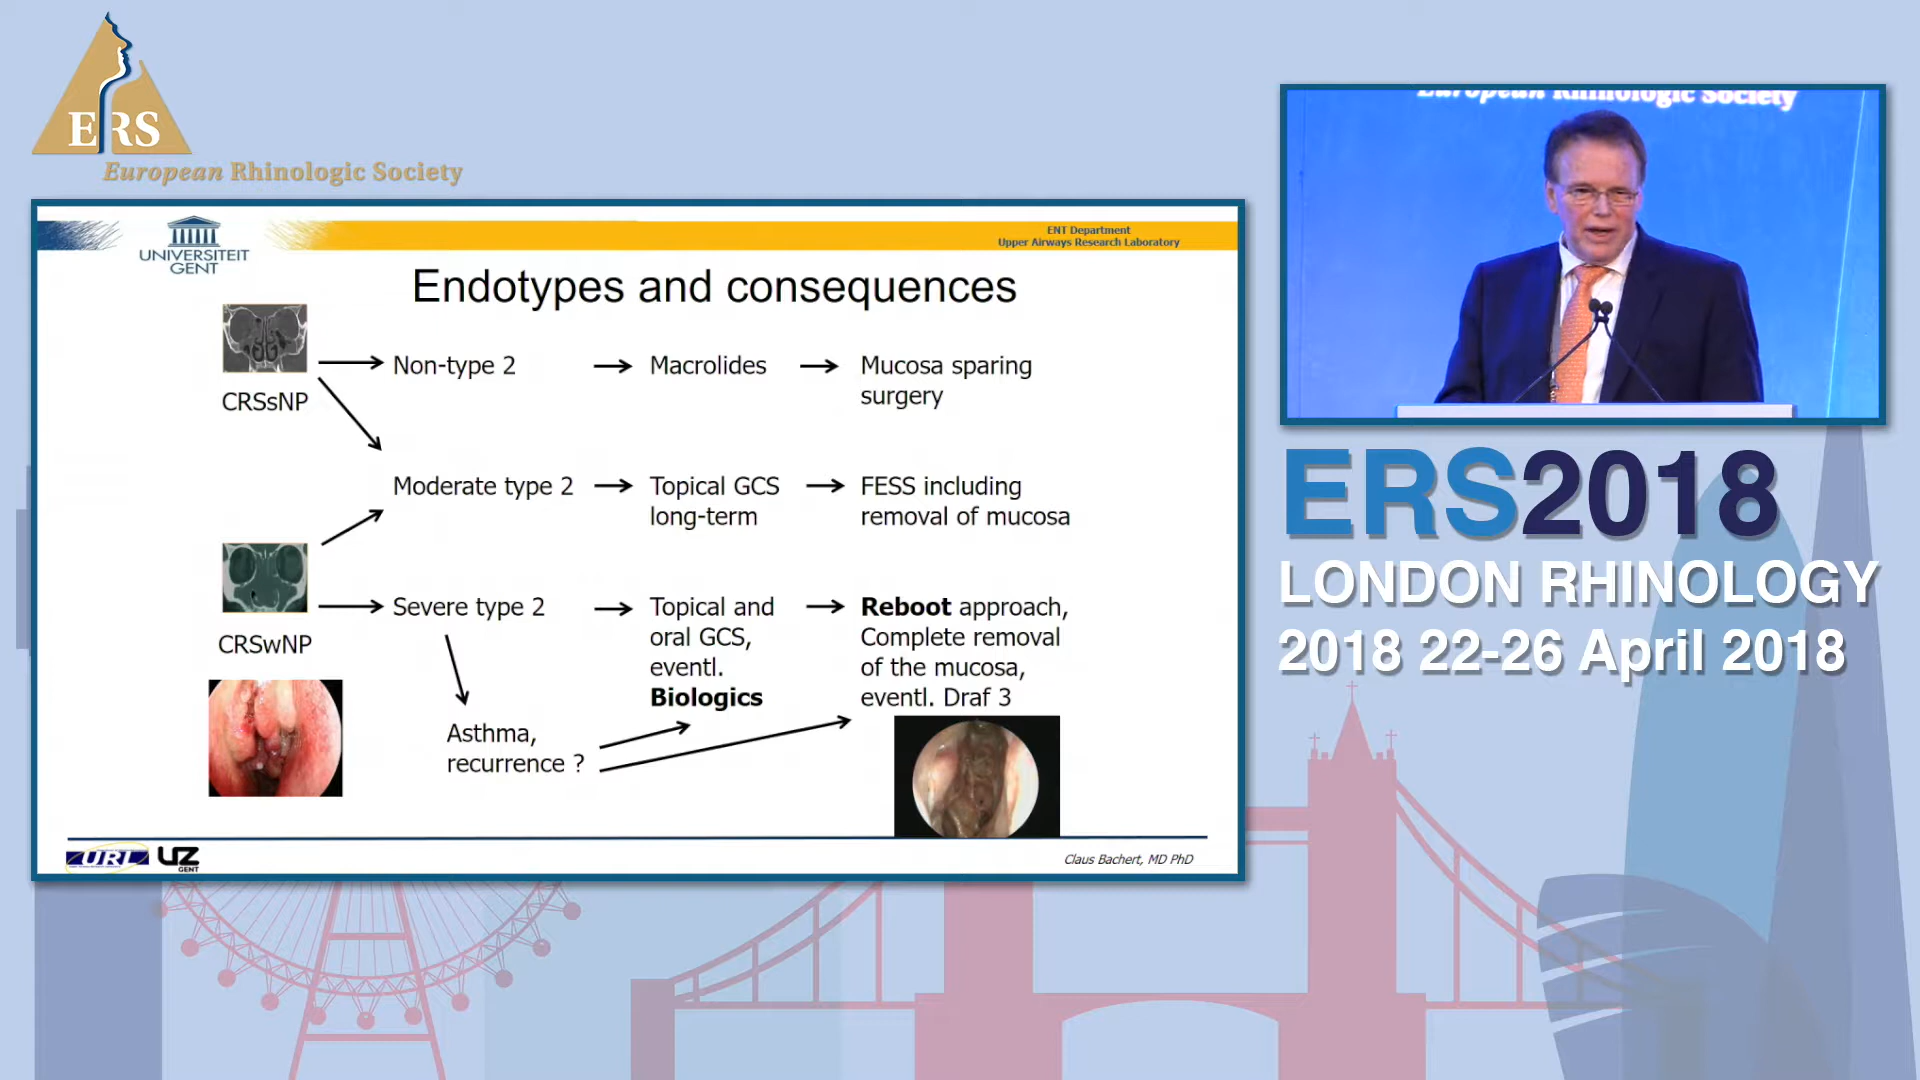 ERS
European Rhinologic Society
UNIVERSITEIT
GENT
ENT Department
Upper Airways Research Laboratory
Endotypes and consequences
CRSsNP
Non-type 2
Macrolides
Mucosa sparing
surgery
Moderate type 2
Topical GCS
long-term
FESS including
removal of mucosa
CRSwNP
Severe type 2
Topical and
oral GCS,
eventl.
Biologics
Reboot approach,
Complete removal
of the mucosa,
eventl. Draf 3
Asthma,
recurrence ?
URL
UZ
GENT
Claus Bachert, MD PhD
European Rhinologic Society
ERS2018
LONDON RHINOLOGY
2018 22-26 April 2018